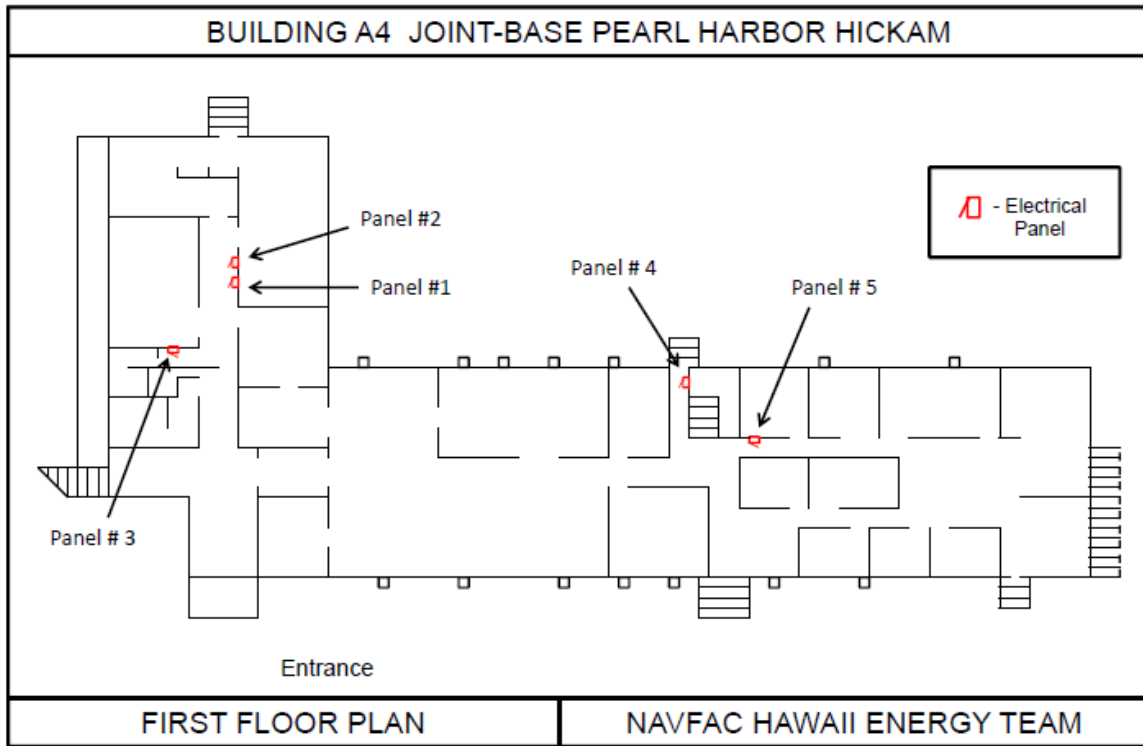 BUILDING A4 JOINT-BASE PEARL HARBOR HICKAM
Panel #2
Panel #1
Panel # 4
Panel # 5
- Electrical
Panel
Panel # 3
Entrance
FIRST FLOOR PLAN
NAVFAC HAWAII ENERGY TEAM